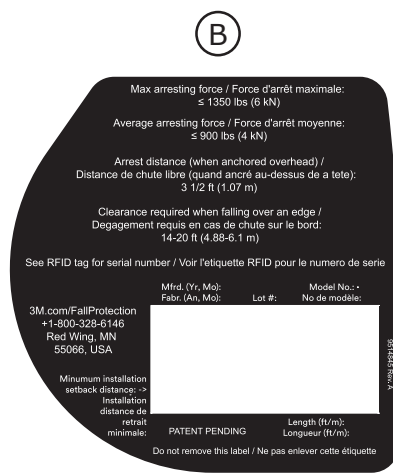 B
Max arresting force / Force d'arrêt maximale:
≤ 1350 lbs (6 kN)
Average arresting force / Force d'arrêt moyenne:
≤ 900 lbs (4 kN)
Arrest distance (when anchored overhead) /
Distance de chute libre (quand ancré au-dessus de a tete):
3 1/2 ft (1.07 m)
Clearance required when falling over an edge /
Degagement requis en cas de chute sur le bord:
14-20 ft (4.88-6.1 m)
See RFID tag for serial number / Voir l'etiquette RFID pour le numero de serie
Mfrd. (Yr, Mo):
Fabr. (An, Mo):
Lot #:
Model No.: •
No de modèle:
3M.com/FallProtection
+1-800-328-6146
Red Wing, MN
55066, USA
Minumum installation
setback distance: ->
Installation
distance de
retrait
minimale:
PATENT PENDING
Length (ft/m):
Longueur (ft/m):
Do not remove this label / Ne pas enlever cette étiquette
9514845 Rev. A